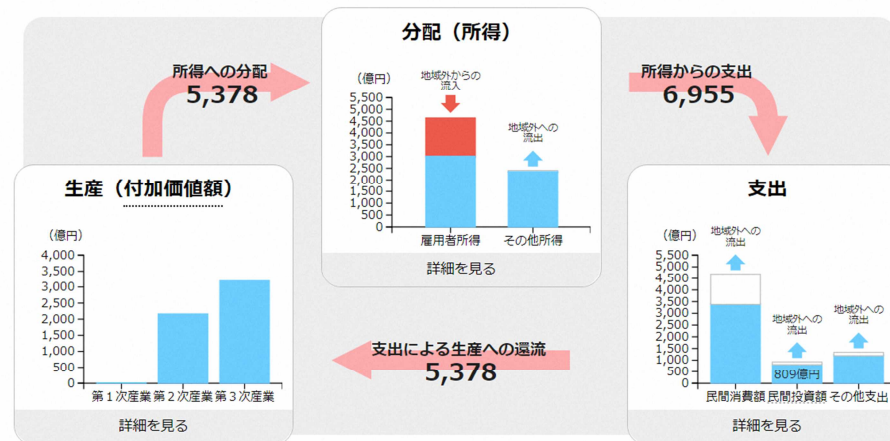 分配（所得）
所得への分配
5,378
所得からの支出
6,955
（億円）
地域外からの
流入
地域外への
流出
5,500
5,000
4,500
4,000
3,500
3,000
2,500
2,000
1,500
1,000
500
0
雇用者所得
その他所得
詳細を見る
生産（付加価値額）
（億円）
4,000
3,500
3,000
2,500
2,000
1,500
1,000
500
0
第１次産業
第２次産業
第３次産業
詳細を見る
支出による生産への還流
5,378
支出
（億円）
地域外への
流出
地域外への
流出
地域外への
流出
5,500
5,000
4,500
4,000
3,500
3,000
2,500
2,000
1,500
1,000
500
0
809億円
民間消費額
民間投資額
その他支出
詳細を見る